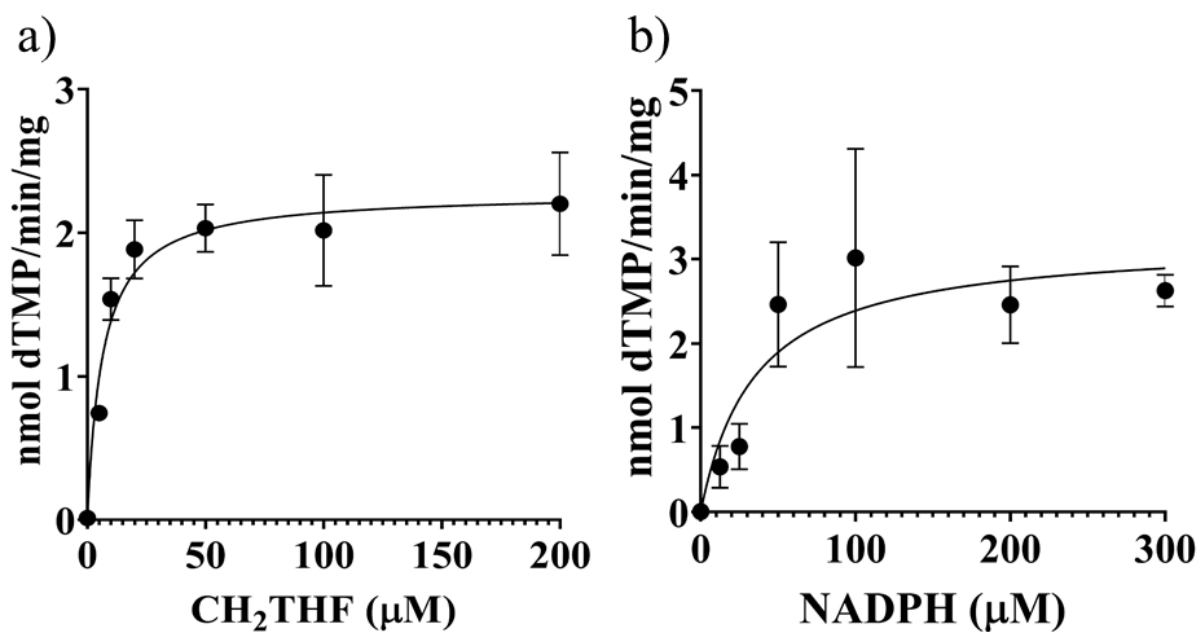 a)
nmol dTMP/min/mg
3
2
1
0
0 50 100 150 200
CH₂THF (μM)
b)
nmol dTMP/min/mg
5
4
3
2
1
0
0 100 200 300
NADPH (μM)